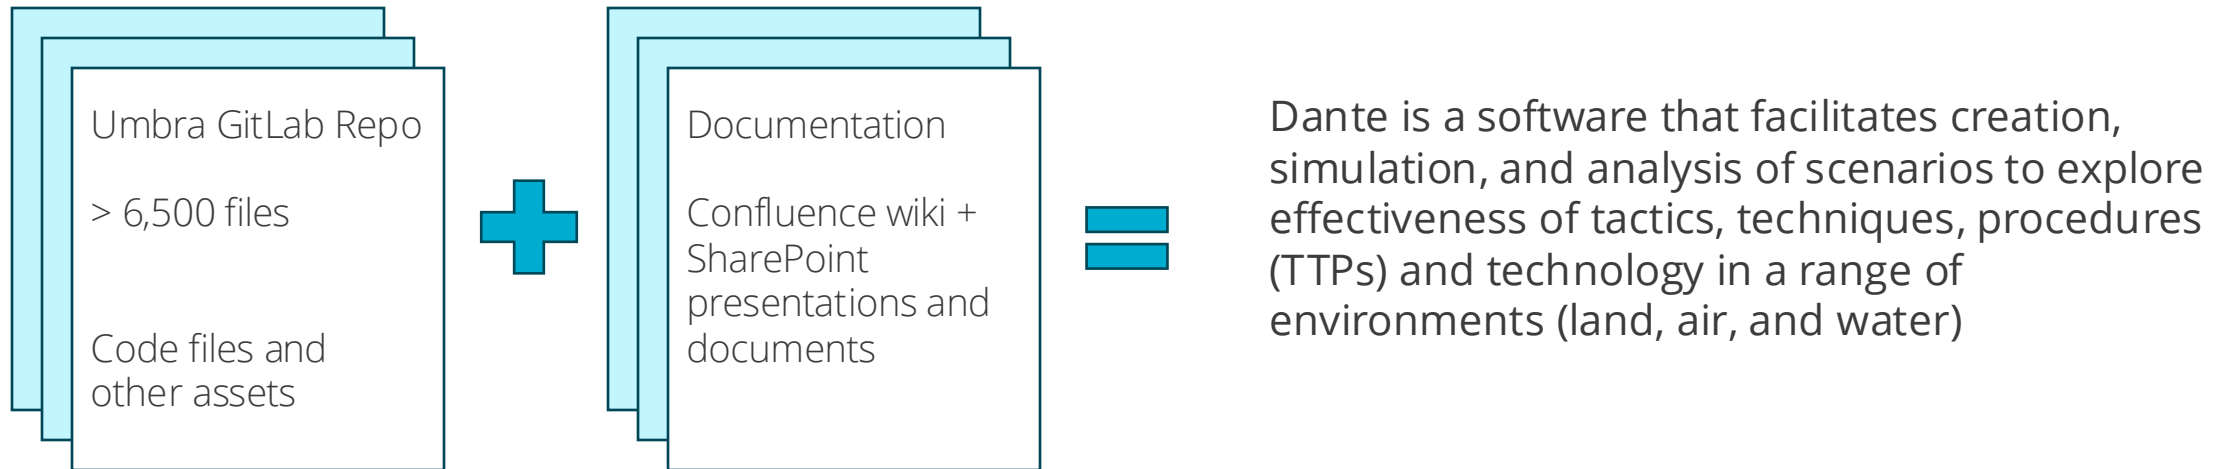 Umbra GitLab Repo
> 6,500 files
Code files and
other assets
Documentation
Confluence wiki +
SharePoint
presentations and
documents
Dante is a software that facilitates creation,
simulation, and analysis of scenarios to explore
effectiveness of tactics, techniques, procedures
(TTPs) and technology in a range of
environments (land, air, and water)